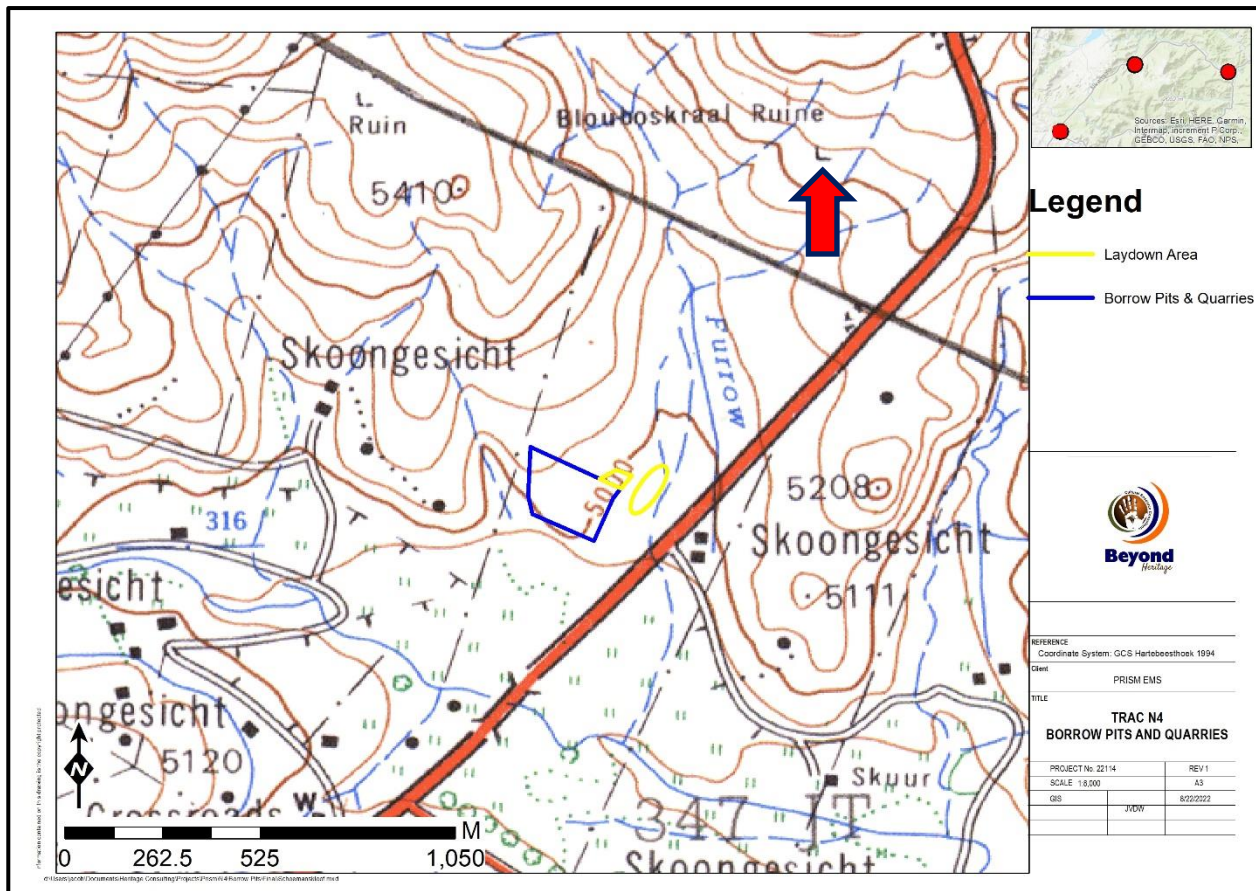 Ruin
Blouboskraal Ruine
5410
Skoongesicht
Furrow
5000
5208
316
Skoongesicht
5111
esicht
ongesicht
5120
Crossroads
W
Skuur
347 JT
Skoongesicht
N
M
0 262.5 525 1,050
Sources: Esri, HERE, Garmin,
Intermap, increment P Corp.,
GEBCO, USGS, FAO, NPS,
Legend
Laydown Area
Borrow Pits & Quarries
Beyond
Heritage
REFERENCE
Coordinate System: GCS Hartebeesthoek 1994
Client
PRISM EMS
TITLE
TRAC N4
BORROW PITS AND QUARRIES
PROJECT No. 22114 REV 1
SCALE 1:8,000 A3
GIS JVDW 8/22/2022